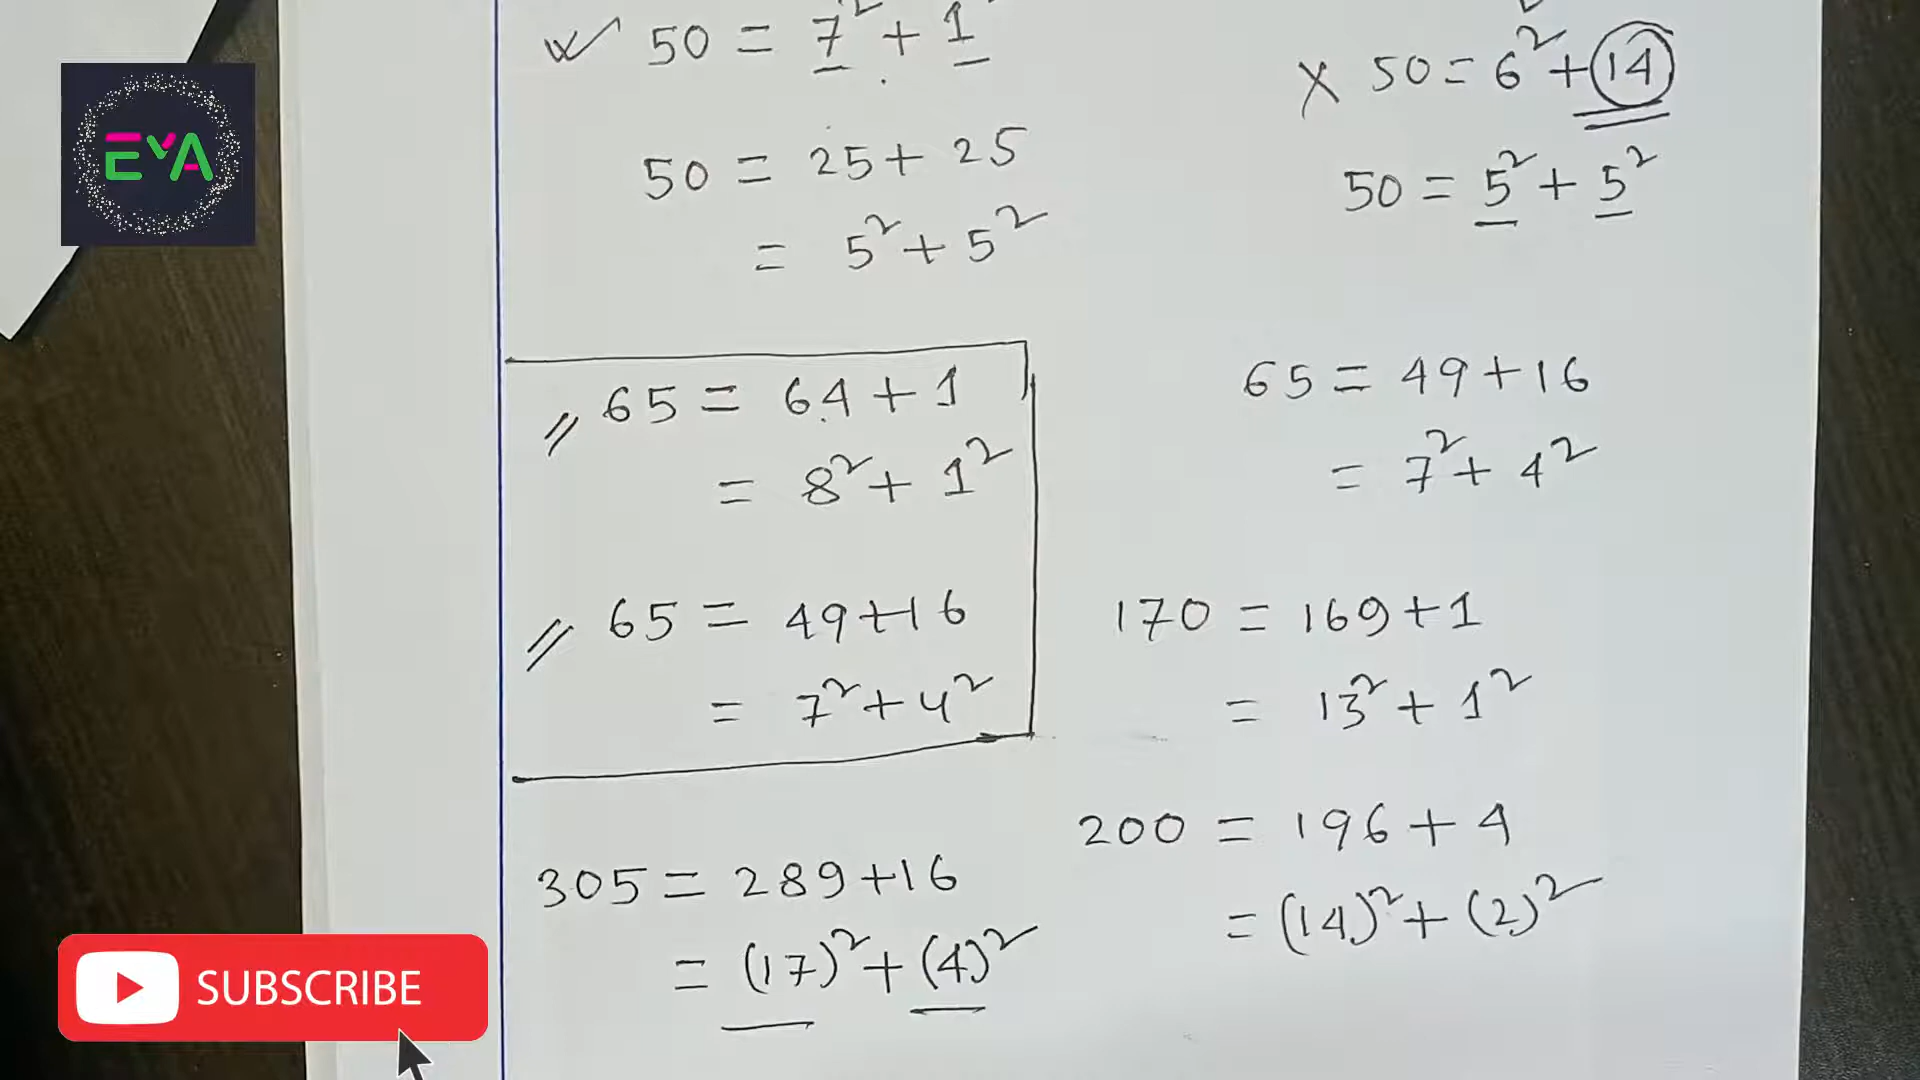 EYA
50 = 7² + 1
50 = 25 + 25
= 5² + 5²
65 = 64 + 1
= 8² + 1²
65 = 49 + 16
= 7² + 4²
305 = 289 + 16
= (17)² + (4)²
X 50 = 6² + 14
50 = 5² + 5²
65 = 49 + 16
= 7² + 4²
170 = 169 + 1
= 13² + 1²
200 = 196 + 4
= (14)² + (2)²
SUBSCRIBE